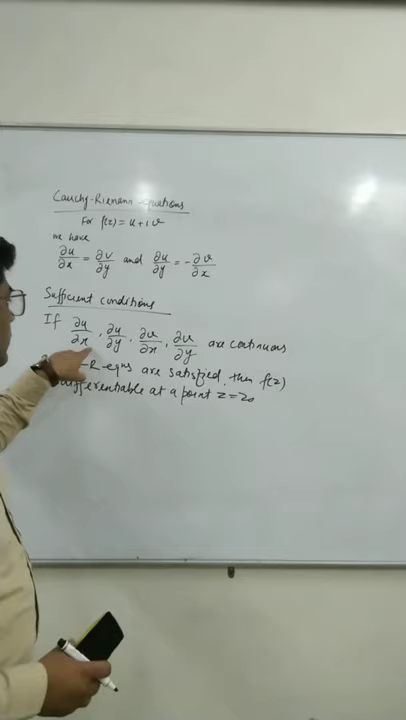 Cauchy-Riemann equations
For f(z) = u + i v
we have
∂u/∂x = ∂v/∂y and ∂u/∂y = - ∂v/∂x
Sufficient conditions
If ∂u/∂x, ∂u/∂y, ∂v/∂x, ∂v/∂y are continuous
-R eqns are satisfied, then f(z)
differentiable at a point z = z₀